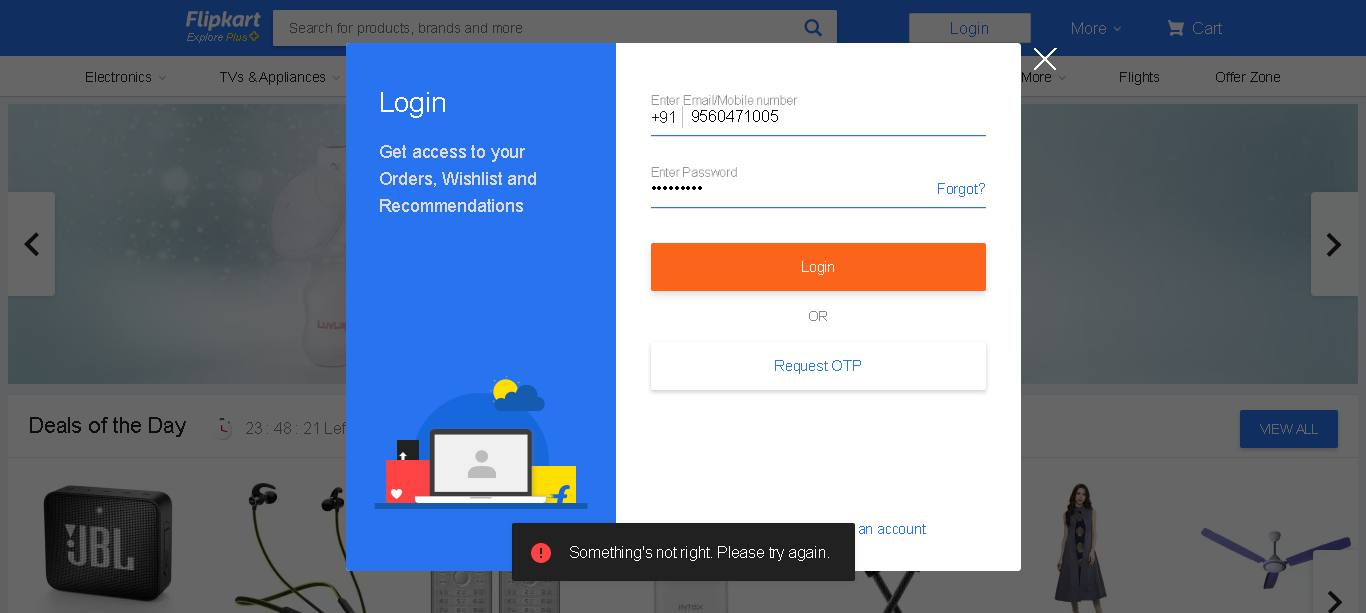 Flipkart
Explore Plus
Search for products, brands and more
Login
More
Cart
Electronics
TVs & Appliances
More
Flights
Offer Zone
Login
Get access to your
Orders, Wishlist and
Recommendations
Enter Email/Mobile number
+91 9560471005
Enter Password
•••••••••
Forgot?
Login
OR
Request OTP
an account
Something's not right. Please try again.
Deals of the Day
23 : 48 : 21 Lef
VIEW ALL
JBL
INTEX